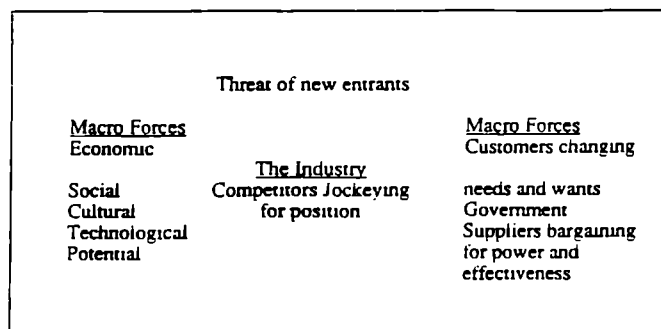 Threat of new entrants
Macro Forces
Economic
Social
Cultural
Technological
Potential
The Industry
Competitors Jockeying
for position
Macro Forces
Customers changing
needs and wants
Government
Suppliers bargaining
for power and
effectiveness